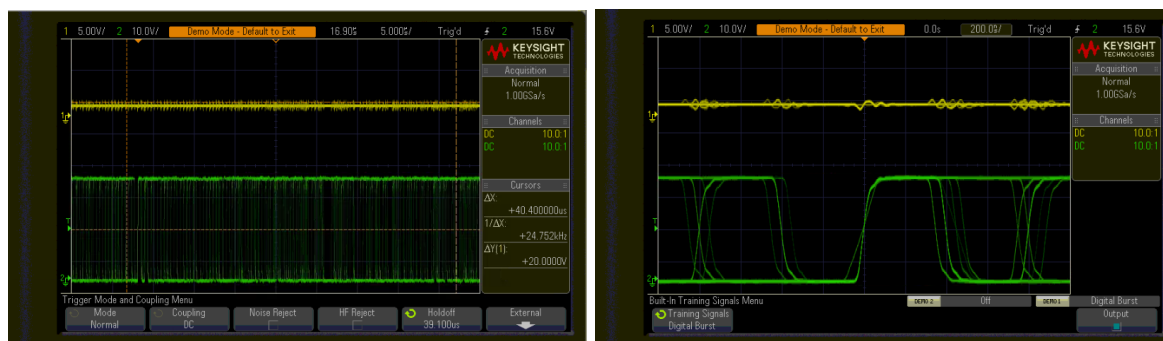 1 5.00V/ 2 10.0V/ Demo Mode - Default to Exit 16.90% 5.000%/ Trig'd 2 15.6V
KEYSIGHT
TECHNOLOGIES
Acquisition
Normal
1.00GSa/s
Channels
DC 10.0:1
DC 10.0:1
Cursors
ΔX:
+40.400000us
1/ΔX:
+24.752kHz
ΔY(1):
+20.0000V
1
T
2
Trigger Mode and Coupling Menu
Mode
Normal
Coupling
DC
Noise Reject
HF Reject
Holdoff
39.100us
External
1 5.00V/ 2 10.0V/ Demo Mode - Default to Exit 0.0s 200.0%/ Trig'd 2 15.6V
KEYSIGHT
TECHNOLOGIES
Acquisition
Normal
1.00GSa/s
Channels
DC 10.0:1
DC 10.0:1
1
T
2
Built-In Training Signals Menu
DEMO 2 Off DEMO 1 Digital Burst
Training Signals
Digital Burst
Output